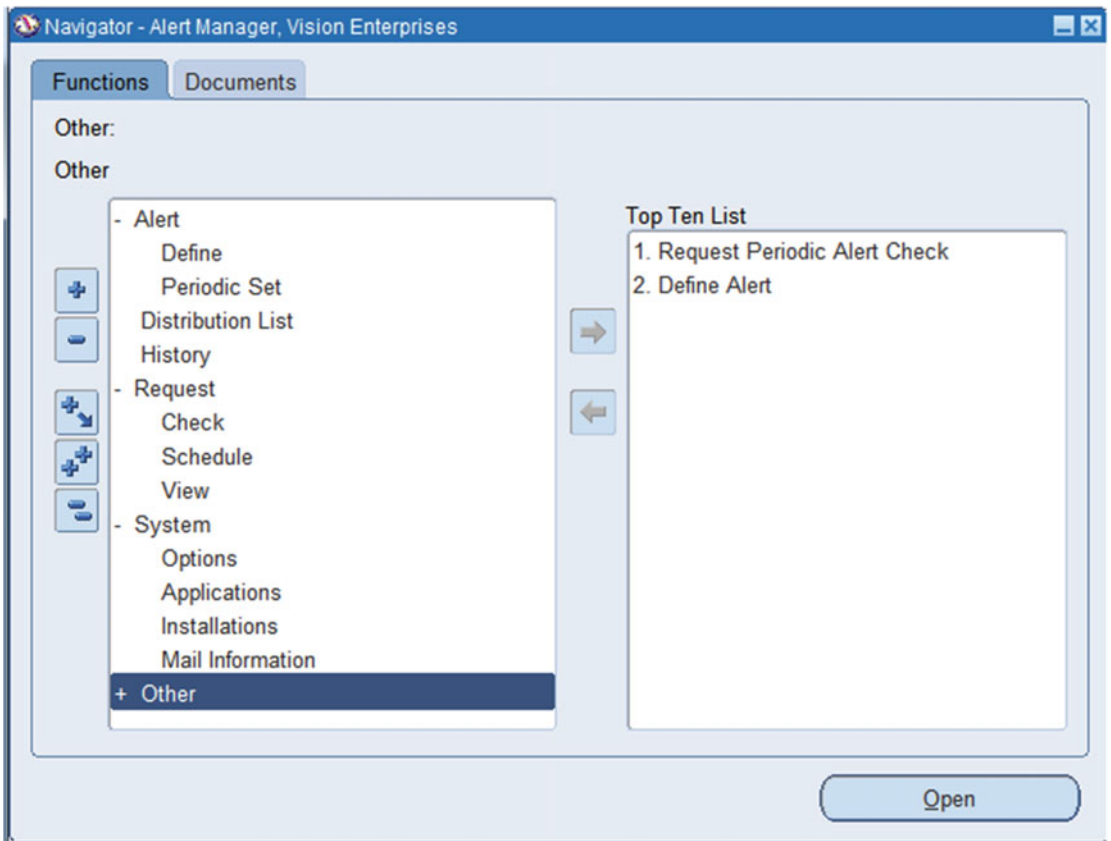 Navigator - Alert Manager, Vision Enterprises
Functions
Documents
Other:
Other
- Alert
Define
Periodic Set
Distribution List
History
- Request
Check
Schedule
View
- System
Options
Applications
Installations
Mail Information
+ Other
Top Ten List
1. Request Periodic Alert Check
2. Define Alert
Open